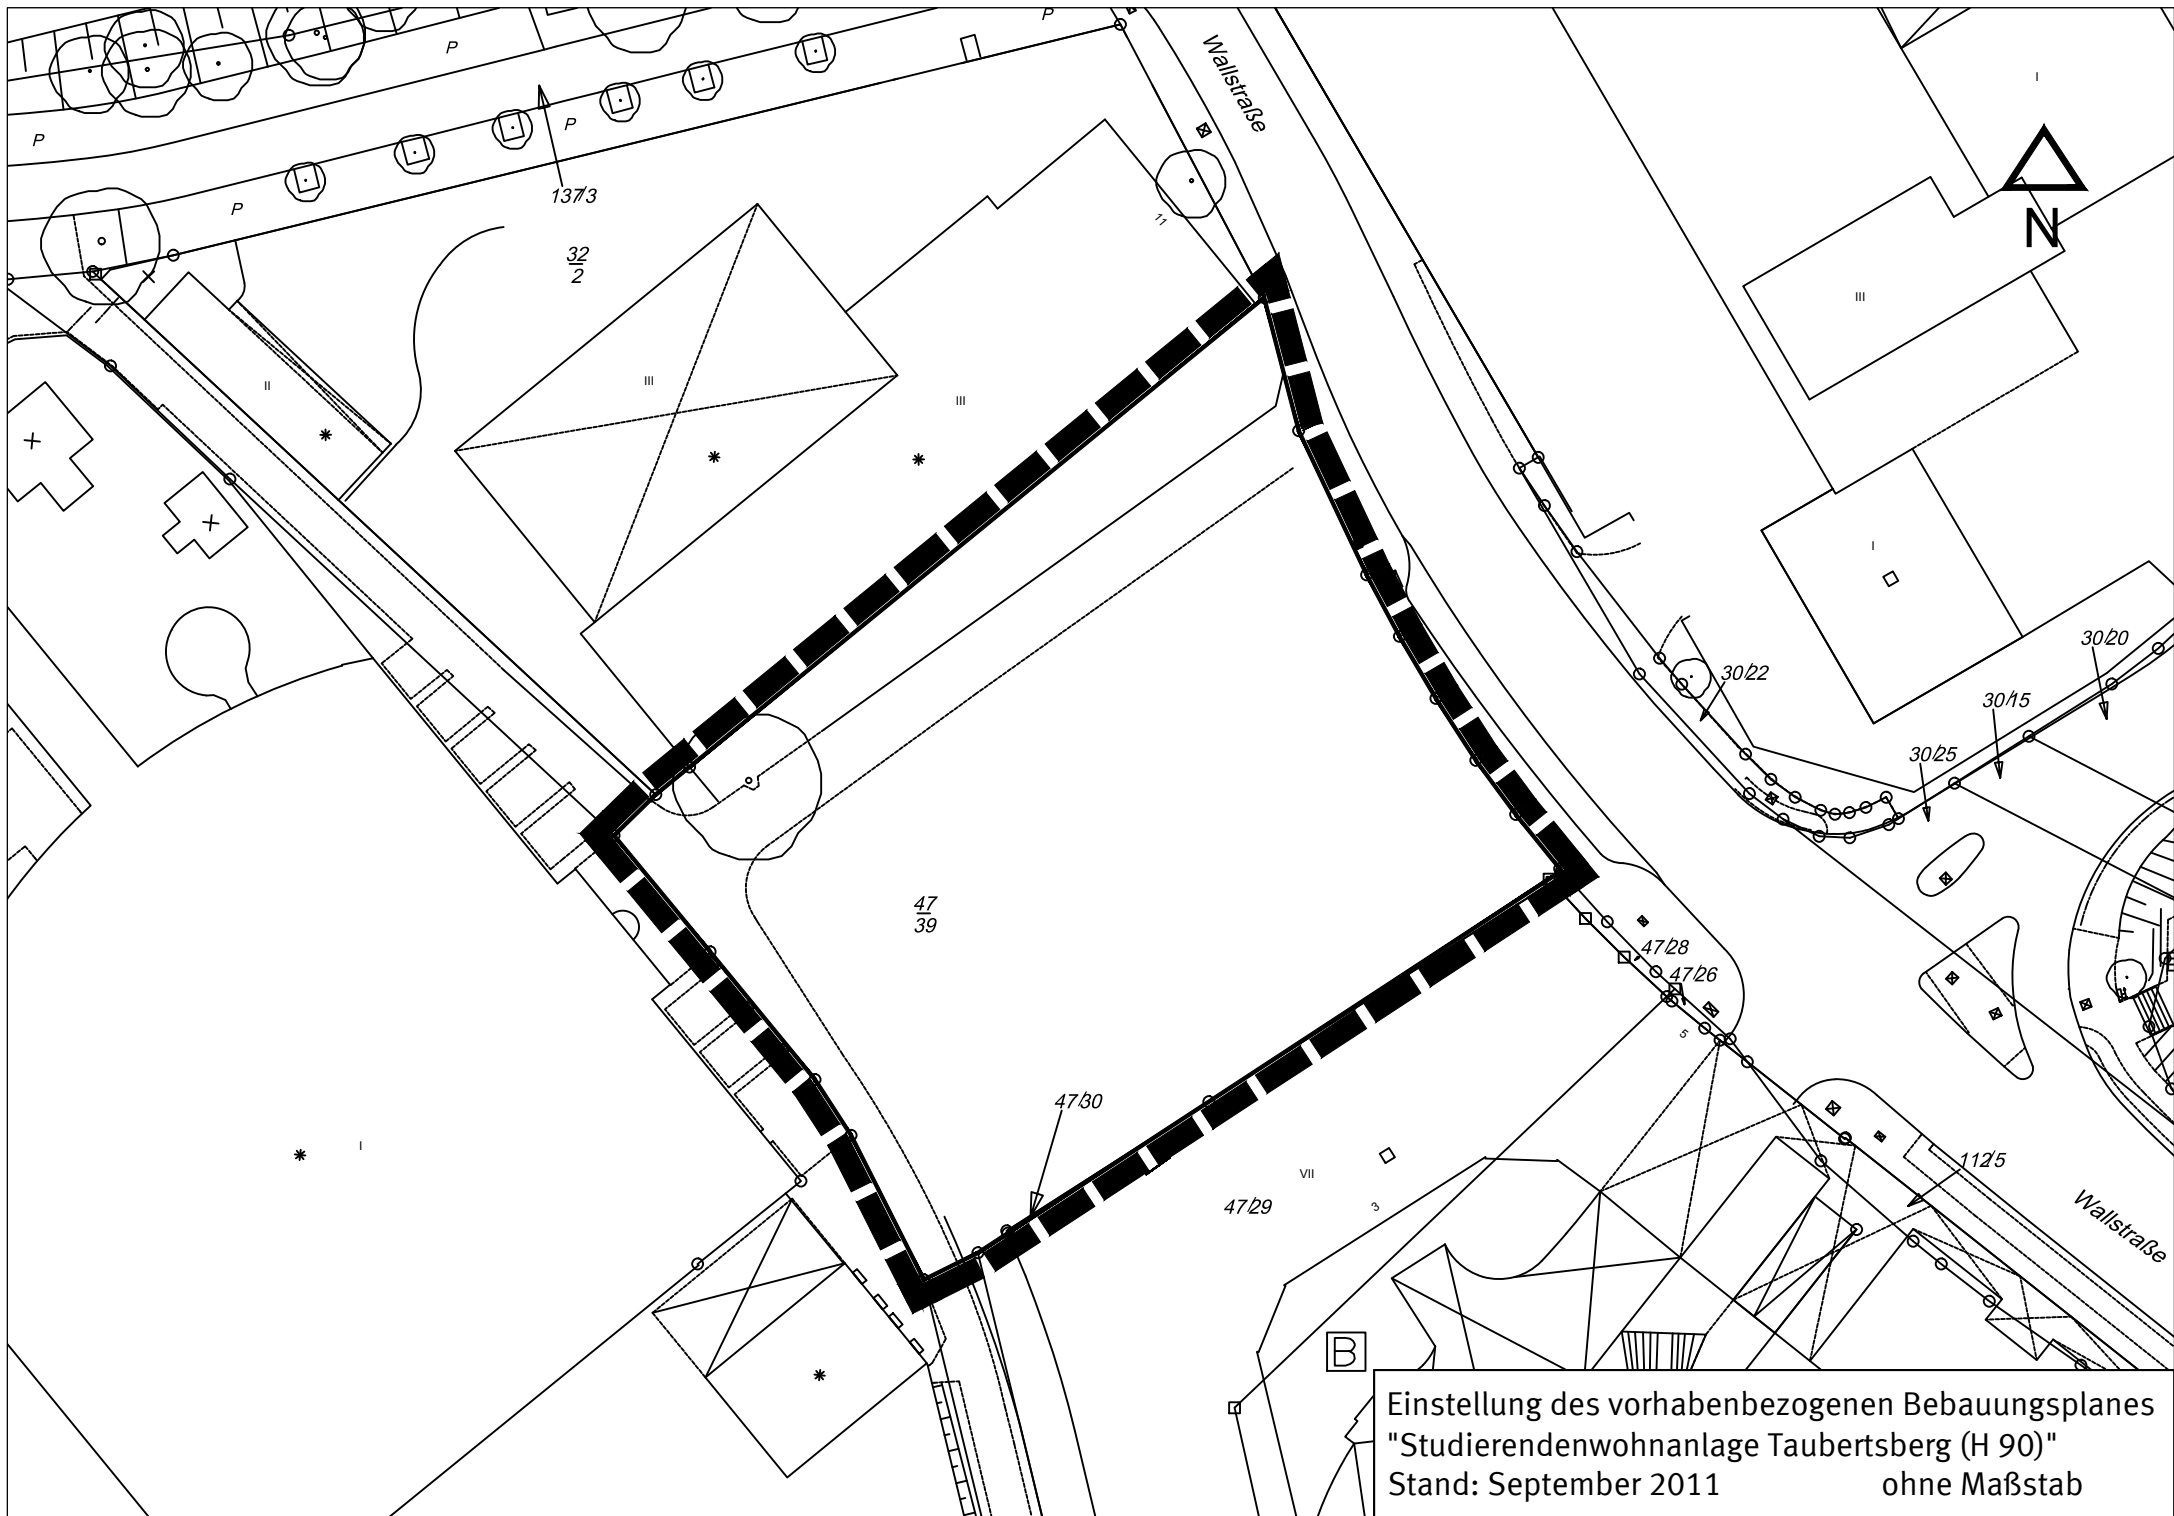 P
P
Wallstraße
I
P
P
137/3
P
11
N
32
2
II
III
III
III
I
30/20
30/22
30/15
30/25
47
39
47/28
47/26
5
47/30
I
VII
112/5
47/29
3
Wallstraße
B
Einstellung des vorhabenbezogenen Bebauungsplanes
"Studierendenwohnanlage Taubertsberg (H 90)"
Stand: September 2011 ohne Maßstab